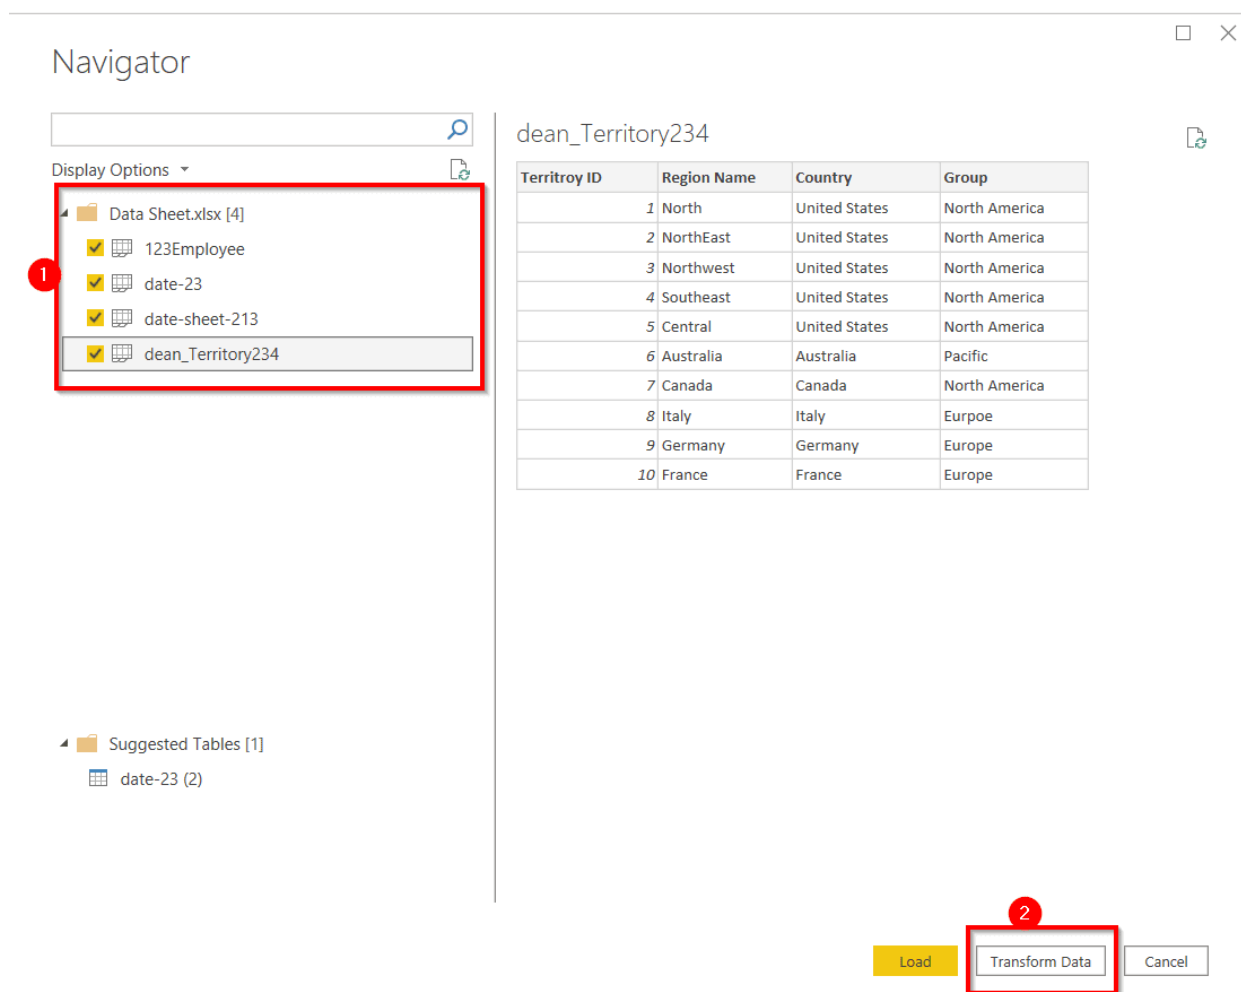 Navigator
Display Options
Data Sheet.xlsx [4]
123Employee
date-23
date-sheet-213
dean_Territory234
1
Suggested Tables [1]
date-23 (2)
dean_Territory234
Territroy ID Region Name Country Group
1 North United States North America
2 NorthEast United States North America
3 Northwest United States North America
4 Southeast United States North America
5 Central United States North America
6 Australia Australia Pacific
7 Canada Canada North America
8 Italy Italy Eurpoe
9 Germany Germany Europe
10 France France Europe
2
Load Transform Data Cancel